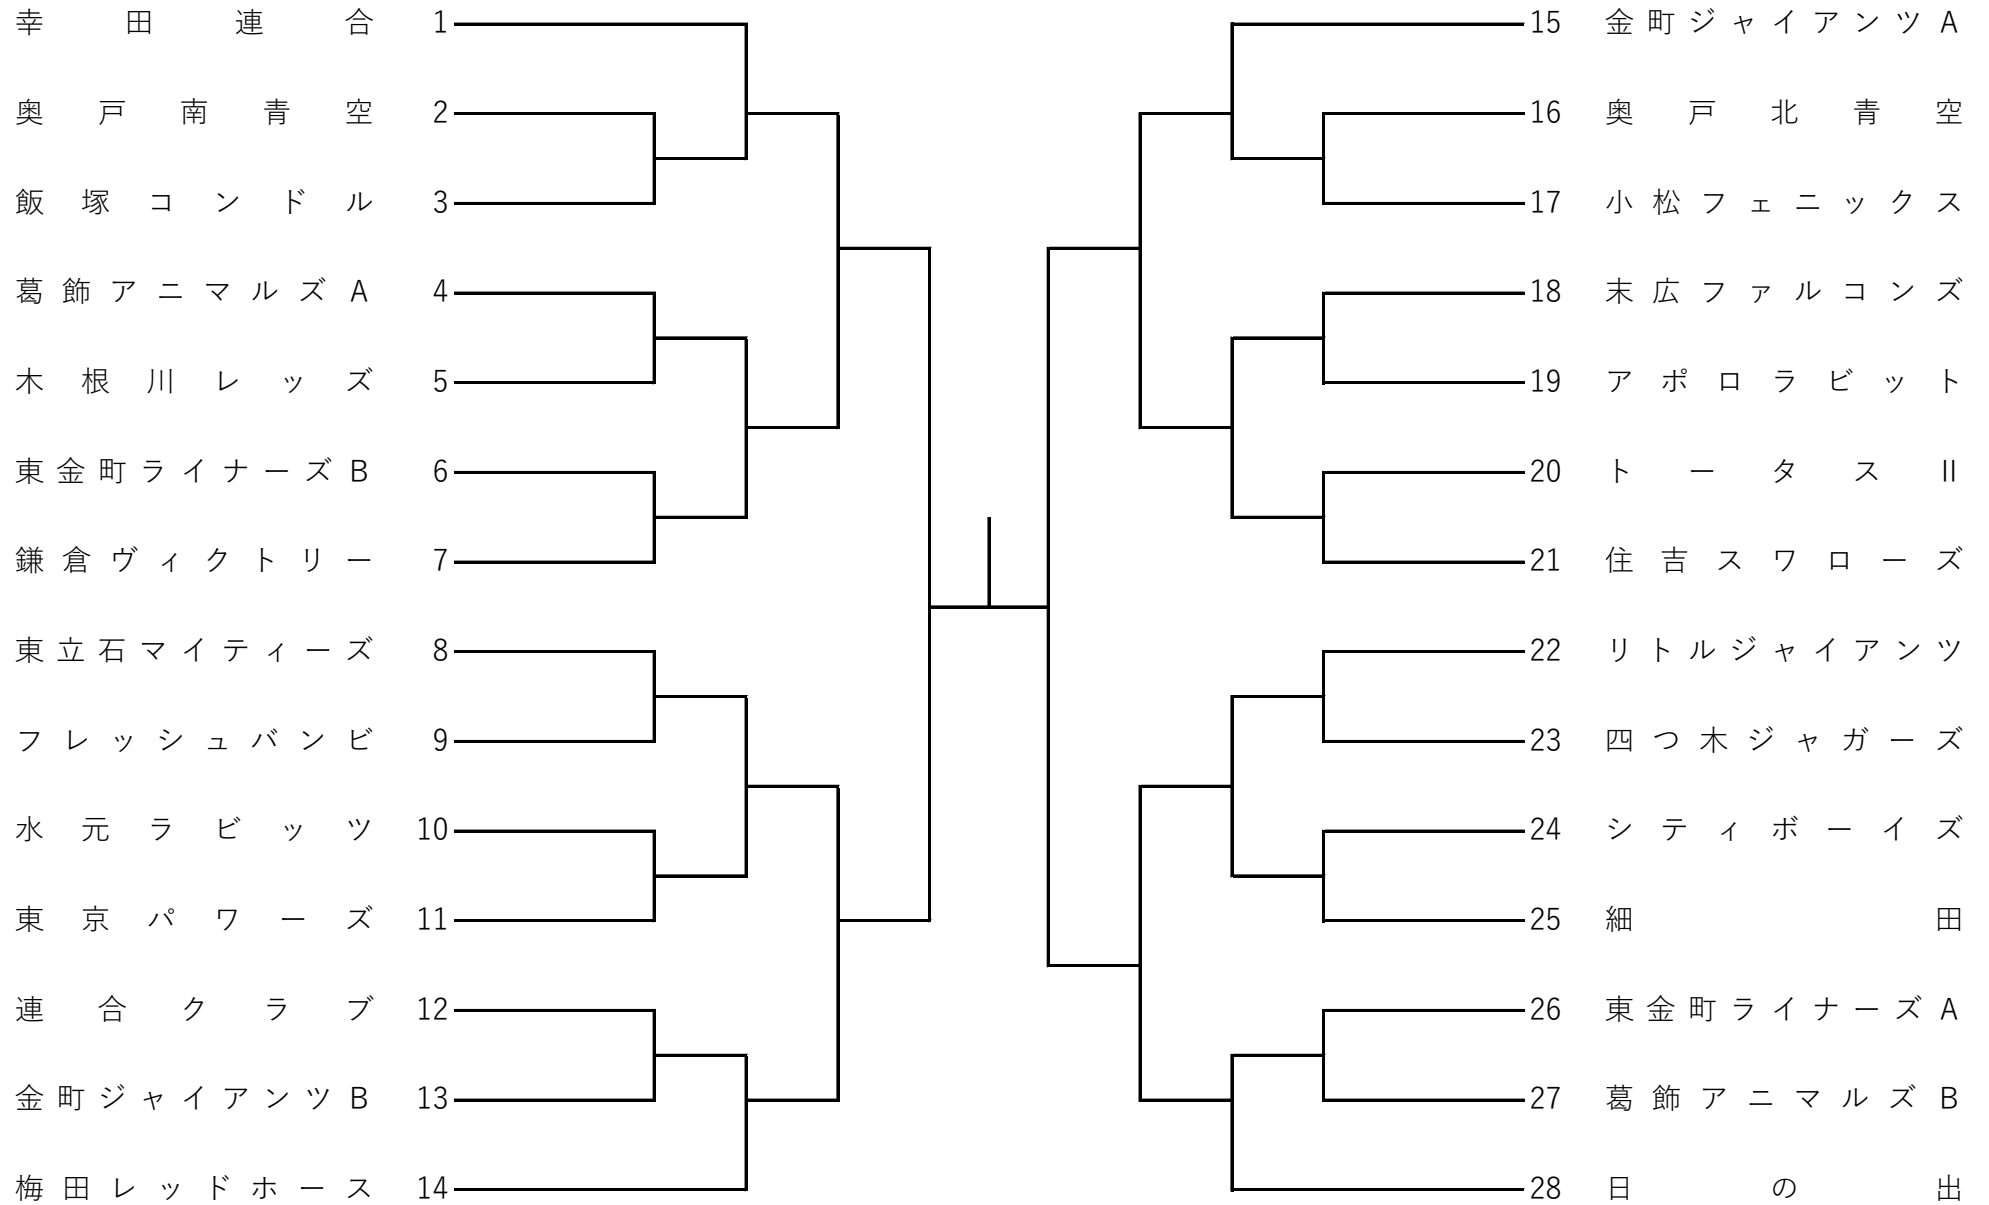 幸田連合 1
奥戸南青空 2
飯塚コンドル 3
葛飾アニマルズA 4
木根川レッズ 5
東金町ライナーズB 6
鎌倉ヴィクトリー 7
東立石マイティーズ 8
フレッシュバンビ 9
水元ラビッツ 10
東京パワーズ 11
連合クラブ 12
金町ジャイアンツB 13
梅田レッドホース 14
15 金町ジャイアンツA
16 奥戸北青空
17 小松フェニックス
18 末広ファルコンズ
19 アポロラビット
20 トータスⅡ
21 住吉スワローズ
22 リトルジャイアンツ
23 四つ木ジャガーズ
24 シティボーイズ
25 細田
26 東金町ライナーズA
27 葛飾アニマルズB
28 日の出